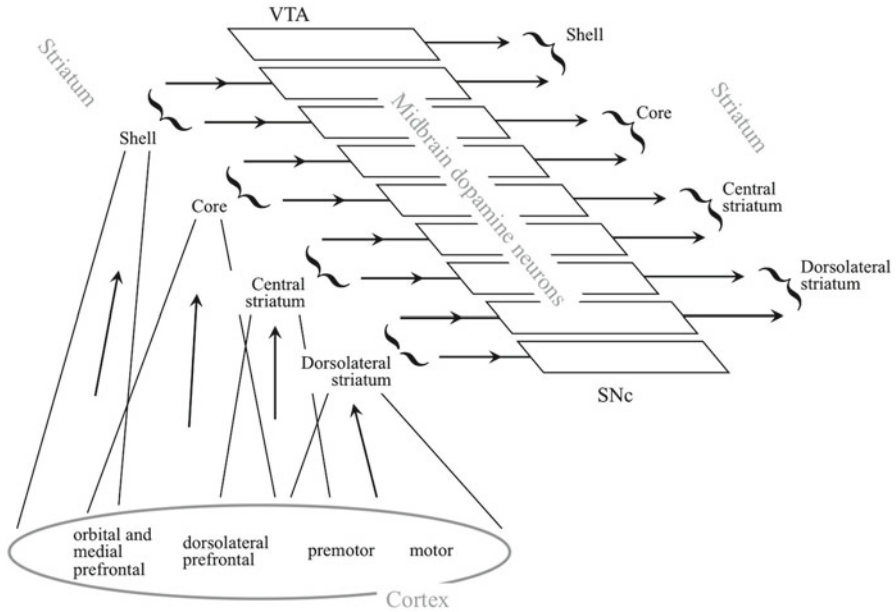 VTA
Shell
Striatum
Core
Striatum
Shell
Midbrain dopamine neurons
Central
striatum
Core
Dorsolateral
striatum
Central
striatum
Dorsolateral
striatum
SNc
orbital and
medial
prefrontal
dorsolateral
prefrontal
premotor
motor
Cortex